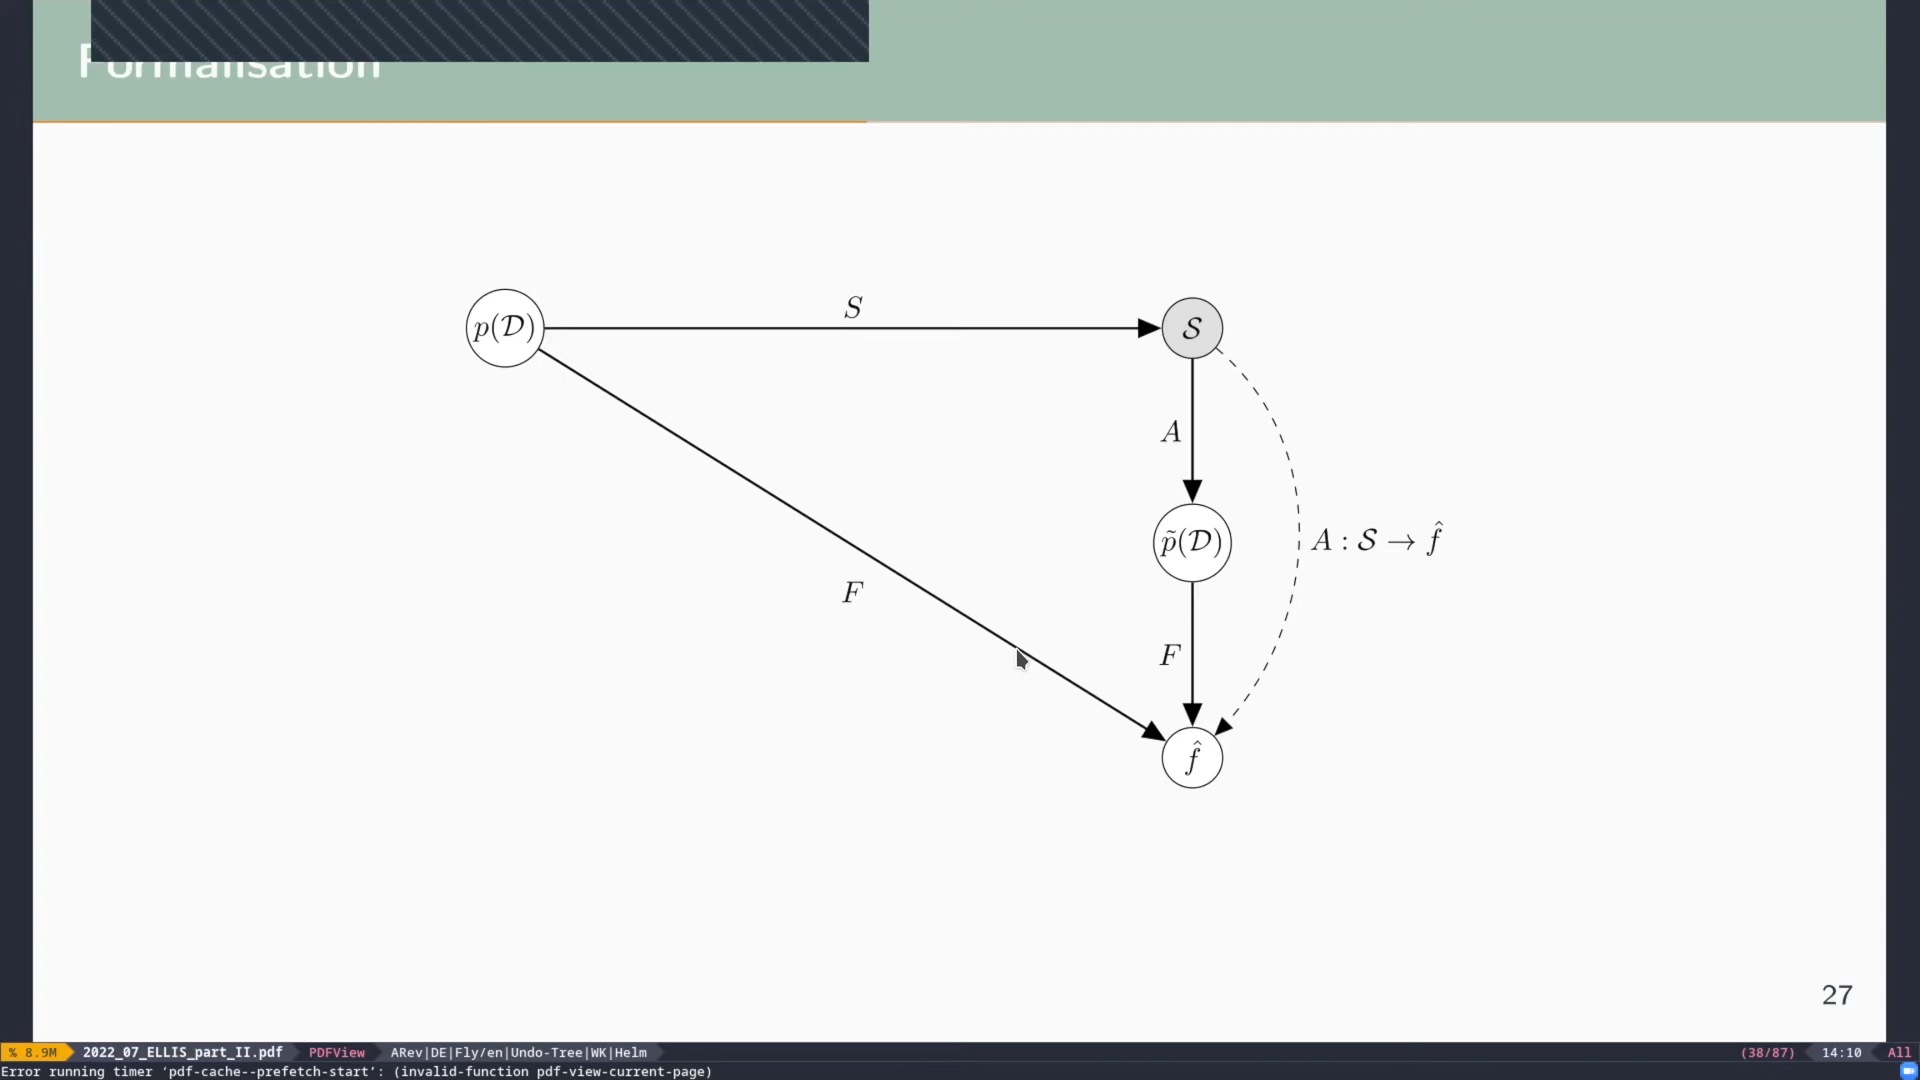 Formalisation
p(𝒟)
S
𝒮
A
p̃(𝒟)
A : 𝒮 → f̂
F
F
f̂
27
% 8.9M 2022_07_ELLIS_part_II.pdf PDFView ARev|DE|Fly/en|Undo-Tree|WK|Helm (38/87) 14:10 All
Error running timer ‘pdf-cache--prefetch-start’: (invalid-function pdf-view-current-page)